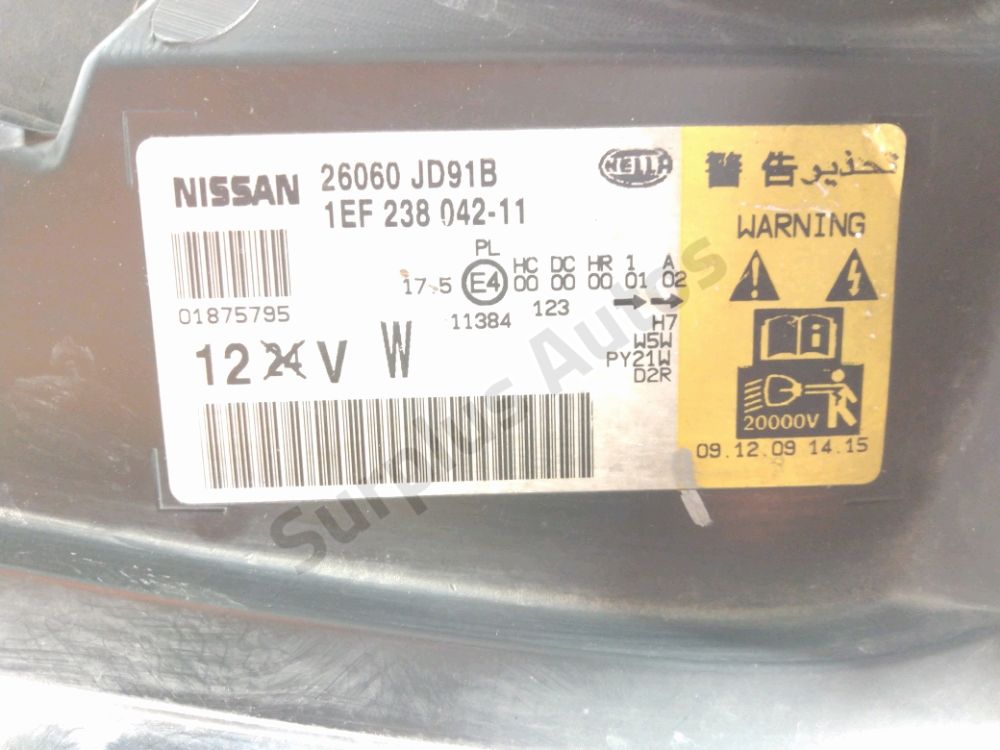 NISSAN 26060 JD91B
1EF 238 042-11
HELLA
警告 تحذير
WARNING
PL
HC DC HR 1 A
17.5 E4 00 00 00 01 02
11384 123
01875795
12 24 V W
H7
W5W
PY21W
D2R
20000V
09.12.09 14.15
Surplus Autos